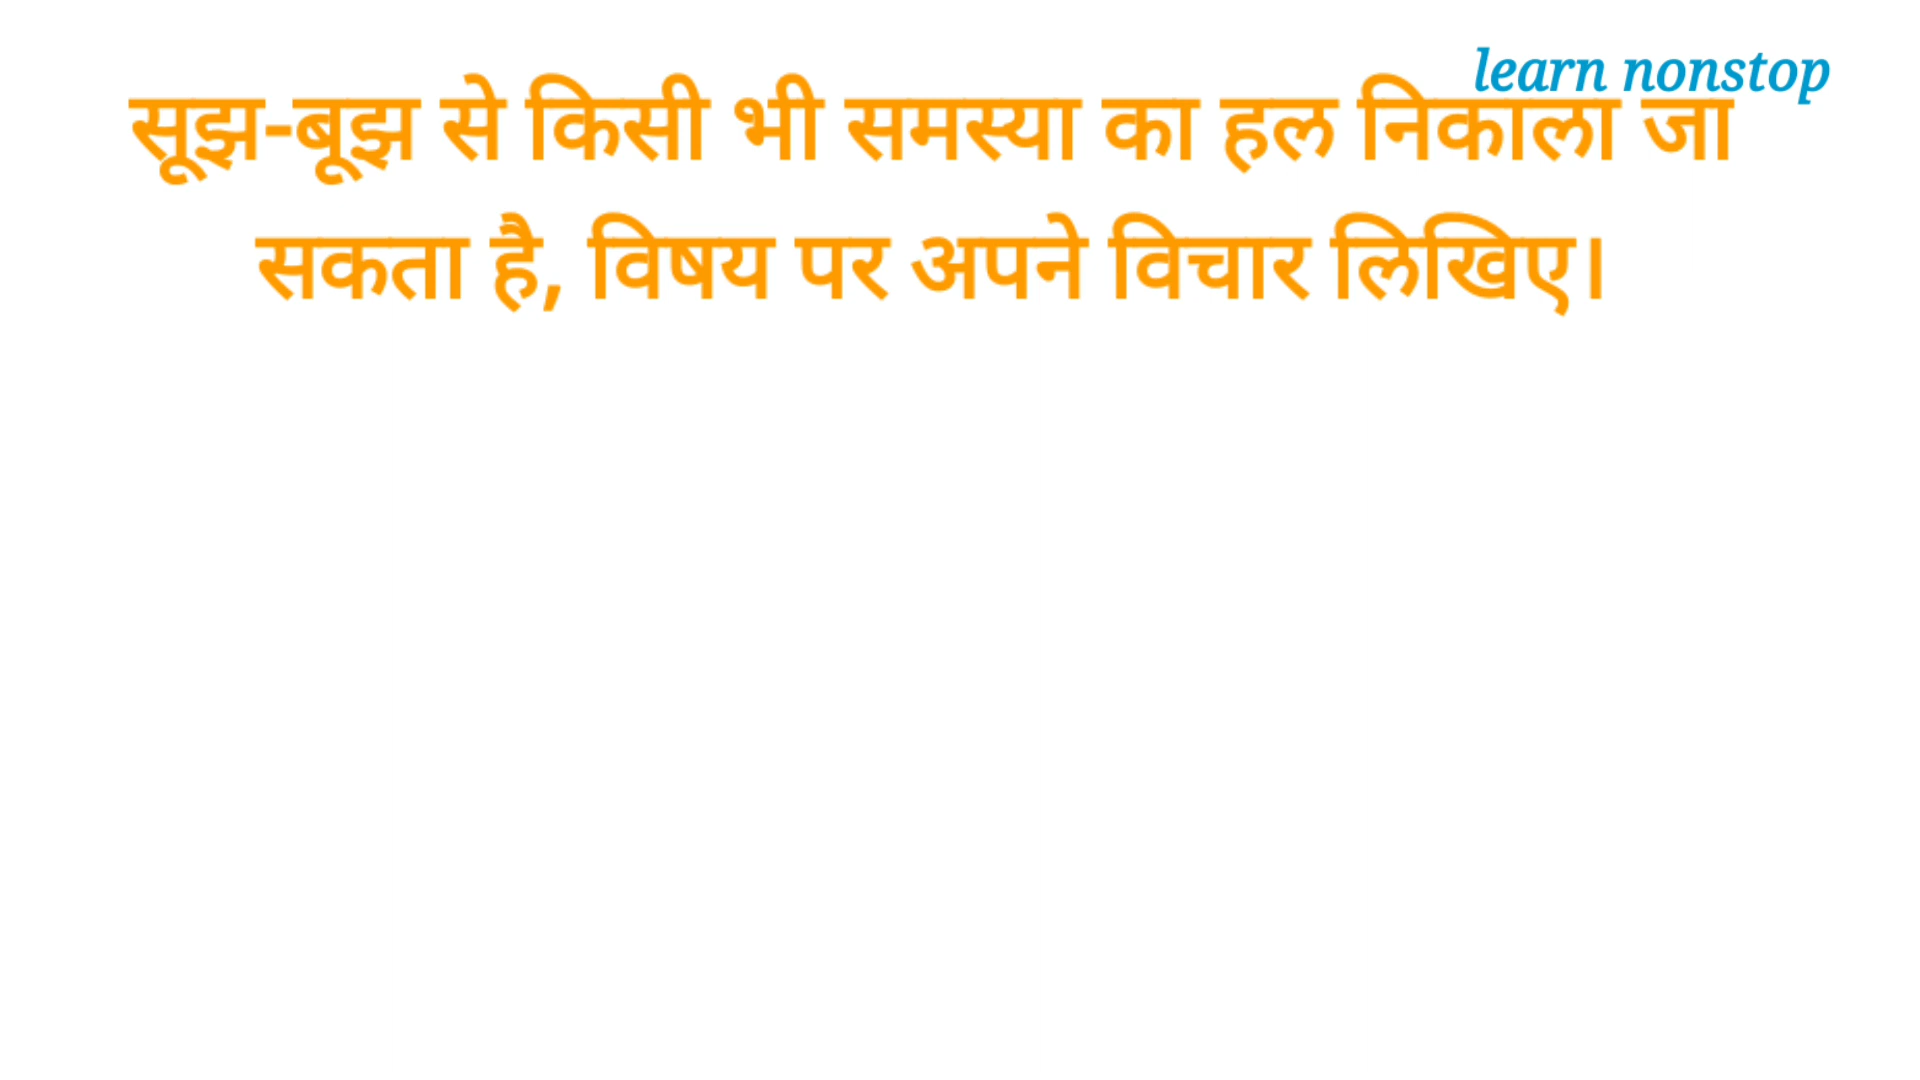 learn nonstop
सूझ-बूझ से किसी भी समस्या का हल निकाला जा
सकता है, विषय पर अपने विचार लिखिए।